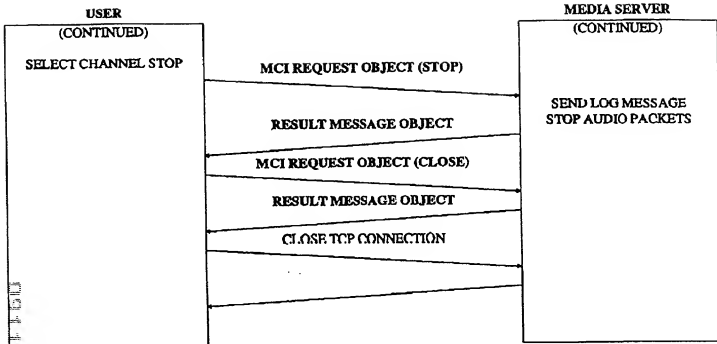 USER
(CONTINUED)
SELECT CHANNEL STOP
MEDIA SERVER
(CONTINUED)
MCI REQUEST OBJECT (STOP)
SEND LOG MESSAGE
STOP AUDIO PACKETS
RESULT MESSAGE OBJECT
MCI REQUEST OBJECT (CLOSE)
RESULT MESSAGE OBJECT
CLOSE TCP CONNECTION